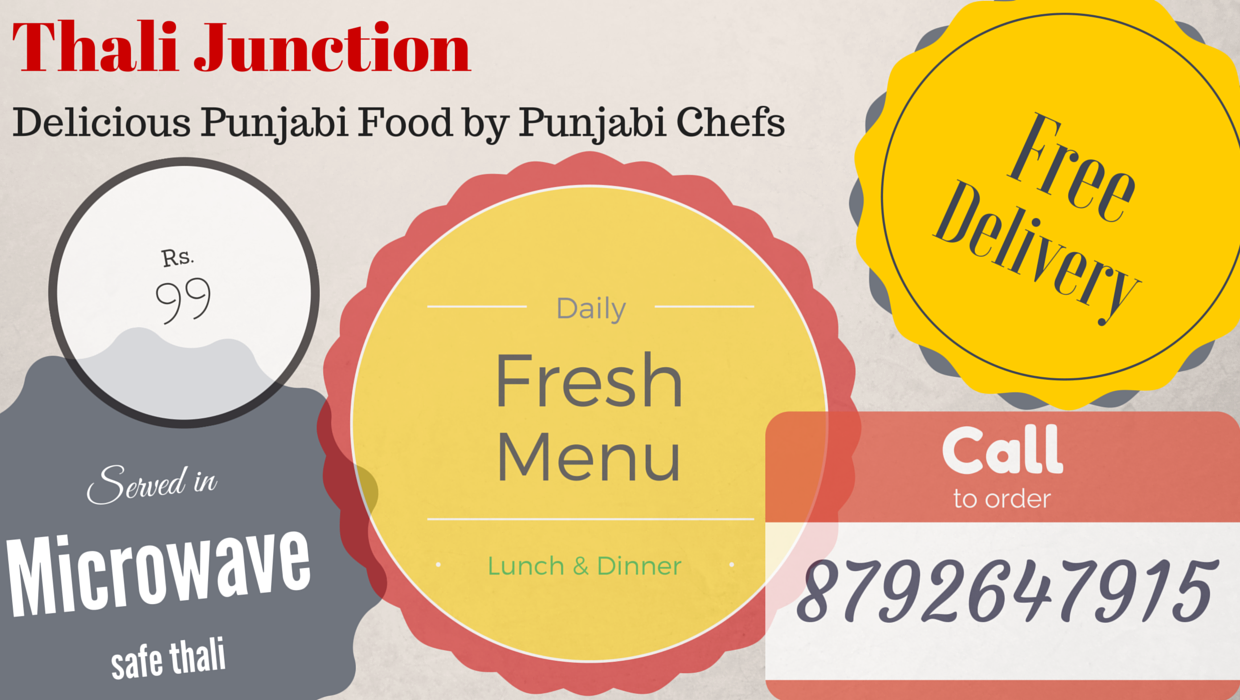 Thali Junction
Delicious Punjabi Food by Punjabi Chefs
Free
Delivery
Rs.
99
Daily
Fresh
Menu
Lunch & Dinner
Served in
Microwave
safe thali
Call
to order
8792647915